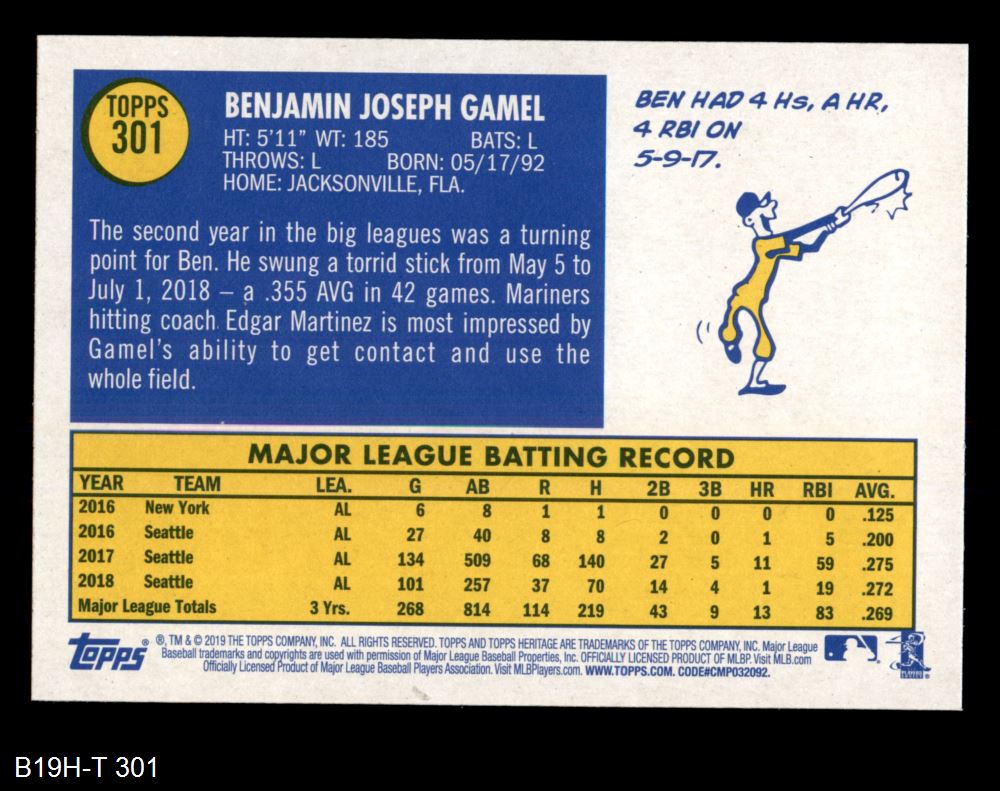 TOPPS
301
BENJAMIN JOSEPH GAMEL
HT: 5'11" WT: 185 BATS: L
THROWS: L BORN: 05/17/92
HOME: JACKSONVILLE, FLA.
The second year in the big leagues was a turning
point for Ben. He swung a torrid stick from May 5 to
July 1, 2018 – a .355 AVG in 42 games. Mariners
hitting coach Edgar Martinez is most impressed by
Gamel's ability to get contact and use the
whole field.
BEN HAD 4 Hs, A HR,
4 RBI ON
5-9-17.
MAJOR LEAGUE BATTING RECORD
YEAR TEAM LEA. G AB R H 2B 3B HR RBI AVG.
2016 New York AL 6 8 1 1 0 0 0 0 .125
2016 Seattle AL 27 40 8 8 2 0 1 5 .200
2017 Seattle AL 134 509 68 140 27 5 11 59 .275
2018 Seattle AL 101 257 37 70 14 4 1 19 .272
Major League Totals 3 Yrs. 268 814 114 219 43 9 13 83 .269
Topps ® ®, TM & © 2019 THE TOPPS COMPANY, INC. ALL RIGHTS RESERVED. TOPPS AND TOPPS HERITAGE ARE TRADEMARKS OF THE TOPPS COMPANY, INC. Major League
Baseball trademarks and copyrights are used with permission of Major League Baseball Properties, Inc. OFFICIALLY LICENSED PRODUCT OF MLBP. Visit MLB.com
Officially Licensed Product of Major League Baseball Players Association. Visit MLBPlayers.com. WWW.TOPPS.COM. CODE#CMP032092.
B19H-T 301